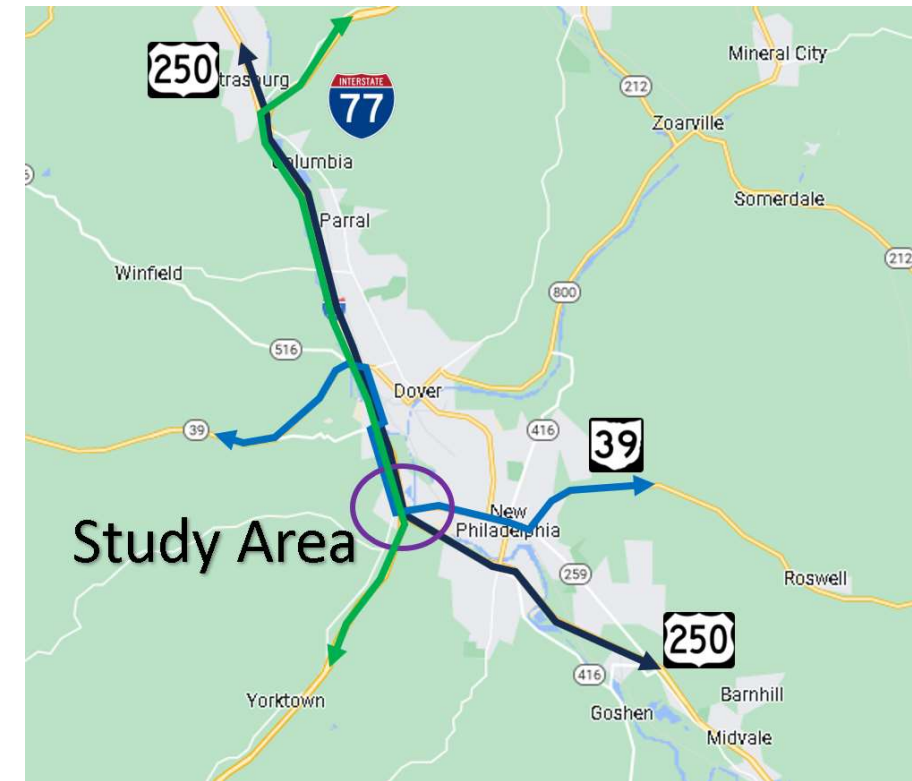 250
trasburg
INTERSTATE
77
Mineral City
212
Zoarville
Columbia
Somerdale
Parral
212
Winfield
800
516
Dover
39
416
39
New
Philadelphia
Study Area
259
Roswell
250
416
Yorktown
Barnhill
Goshen
Midvale